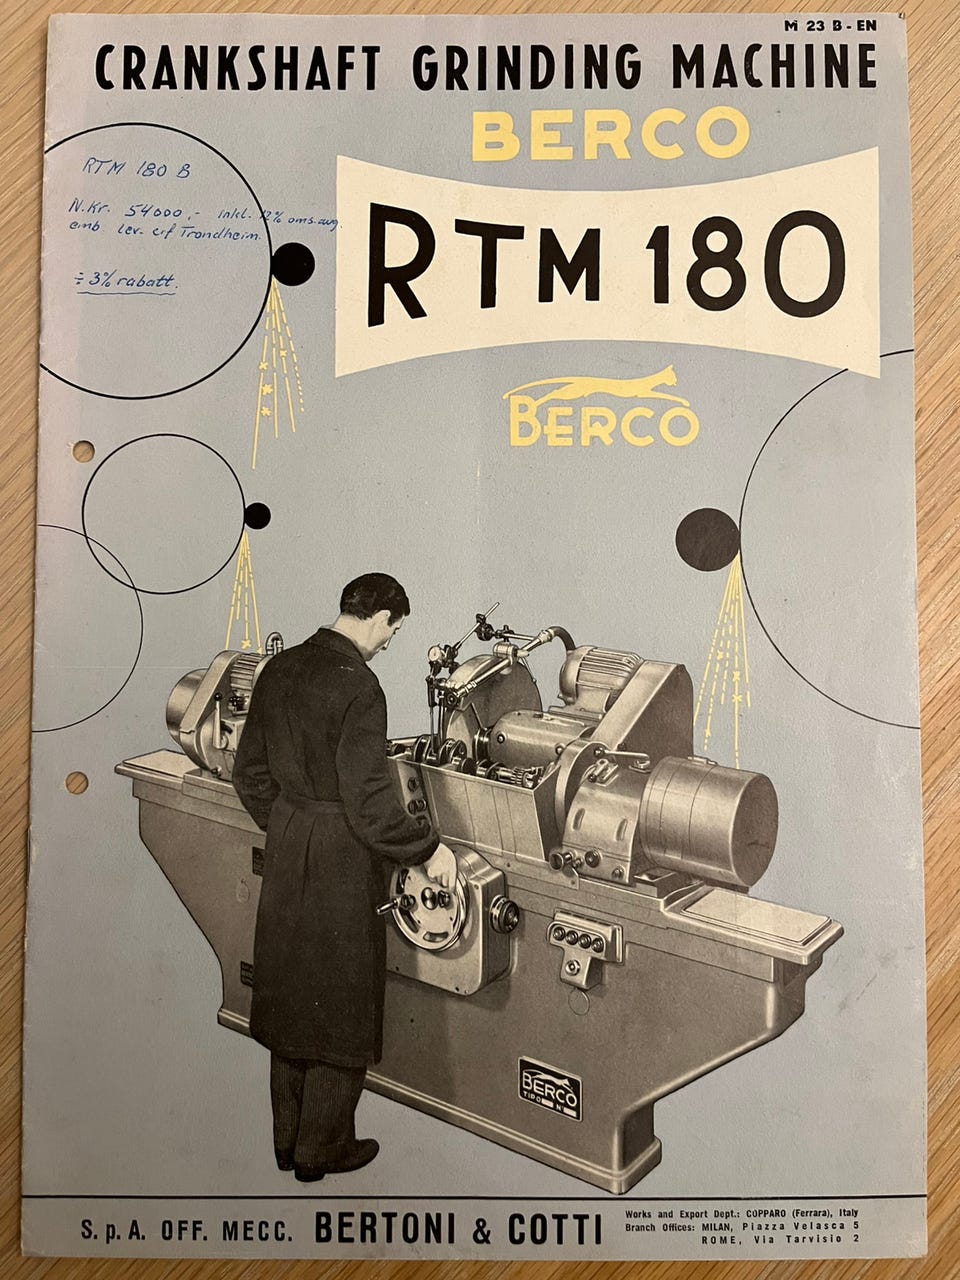 M 23 B - EN
CRANKSHAFT GRINDING MACHINE
BERCO
RTM 180
RTM 180 B
N.Kr. 54000,- inkl. 12% oms.avg.
emb. lev. cif Trondheim.
÷ 3% rabatt.
BERCO
BERCO
TIPO N°
S.p.A. OFF. MECC. BERTONI & COTTI
Works and Export Dept.: COPPARO (Ferrara), Italy
Branch Offices: MILAN, Piazza Velasca 5
ROME, Via Tarvisio 2